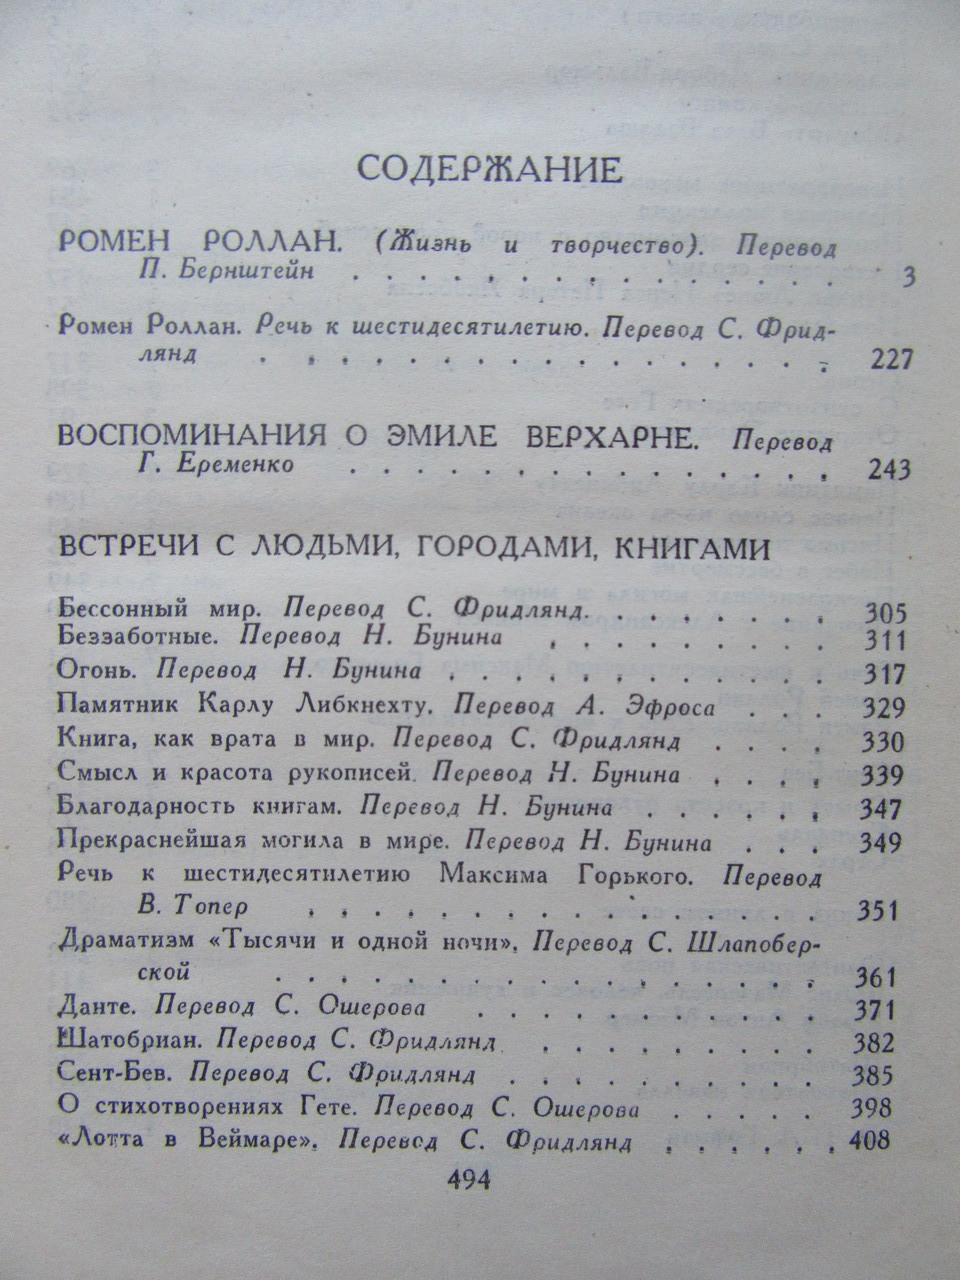 СОДЕРЖАНИЕ
РОМЕН РОЛЛАН. (Жизнь и творчество). Перевод
П. Бернштейн . . . . . . . . . . . . . . . 3
Ромен Роллан. Речь к шестидесятилетию. Перевод С. Фрид-
лянд . . . . . . . . . . . . . . . . . 227
ВОСПОМИНАНИЯ О ЭМИЛЕ ВЕРХАРНЕ. Перевод
Г. Еременко . . . . . . . . . . . . . . . 243
ВСТРЕЧИ С ЛЮДЬМИ, ГОРОДАМИ, КНИГАМИ
Бессонный мир. Перевод С. Фридлянд. . . . . . . . 305
Беззаботные. Перевод Н. Бунина . . . . . . . . . 311
Огонь. Перевод Н. Бунина . . . . . . . . . . . . 317
Памятник Карлу Либкнехту. Перевод А. Эфроса . . . 329
Книга, как врата в мир. Перевод С. Фридлянд . . . . 330
Смысл и красота рукописей. Перевод Н. Бунина . . . . 339
Благодарность книгам. Перевод Н. Бунина . . . . . . 347
Прекраснейшая могила в мире. Перевод Н. Бунина . . . 349
Речь к шестидесятилетию Максима Горького. Перевод
В. Топер . . . . . . . . . . . . . . . . 351
Драматизм «Тысячи и одной ночи». Перевод С. Шлапобер-
ской . . . . . . . . . . . . . . . . . 361
Данте. Перевод С. Ошерова . . . . . . . . . . . 371
Шатобриан. Перевод С. Фридлянд . . . . . . . . . 382
Сент-Бев. Перевод С. Фридлянд . . . . . . . . . . 385
О стихотворениях Гете. Перевод С. Ошерова . . . . . 398
«Лотта в Веймаре». Перевод С. Фридлянд . . . . . . 408
494